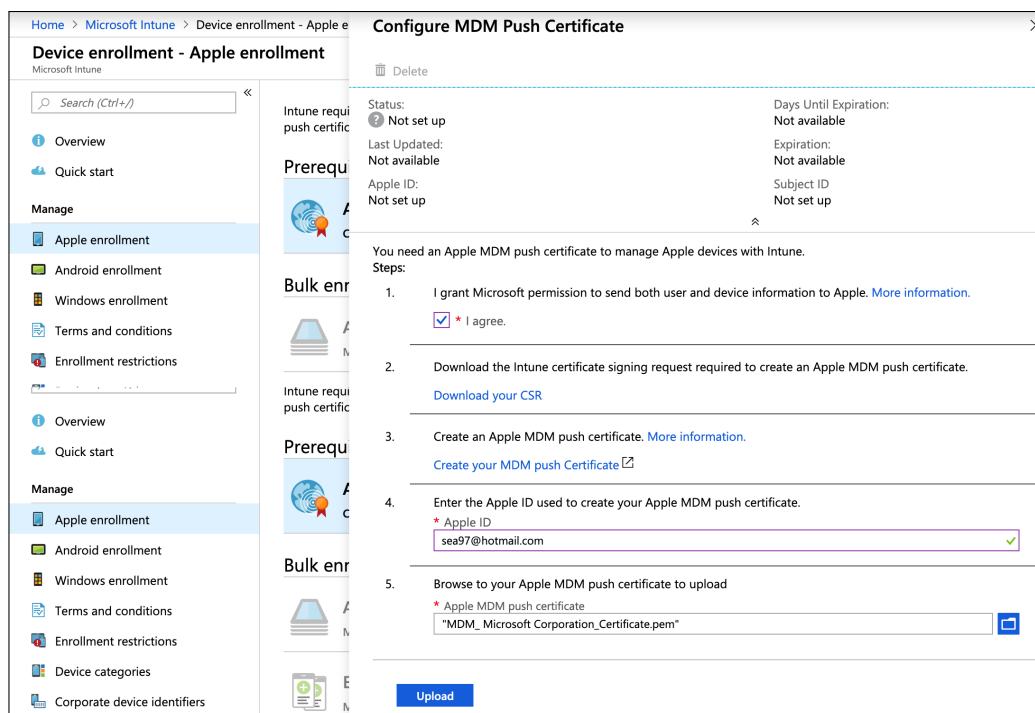 Home > Microsoft Intune > Device enrollment - Apple e
Device enrollment - Apple enrollment
Microsoft Intune
Search (Ctrl+/)
Overview
Quick start
Manage
Apple enrollment
Android enrollment
Windows enrollment
Terms and conditions
Enrollment restrictions
Overview
Quick start
Manage
Apple enrollment
Android enrollment
Windows enrollment
Terms and conditions
Enrollment restrictions
Device categories
Corporate device identifiers
Intune requi
push certific
Prerequ
Bulk enr
Intune requi
push certific
Prerequ
Bulk enr
Configure MDM Push Certificate
Delete
Status:
Not set up
Days Until Expiration:
Not available
Last Updated:
Not available
Expiration:
Not available
Apple ID:
Not set up
Subject ID
Not set up
You need an Apple MDM push certificate to manage Apple devices with Intune.
Steps:
1. I grant Microsoft permission to send both user and device information to Apple. More information.
* I agree.
2. Download the Intune certificate signing request required to create an Apple MDM push certificate.
Download your CSR
3. Create an Apple MDM push certificate. More information.
Create your MDM push Certificate
4. Enter the Apple ID used to create your Apple MDM push certificate.
* Apple ID
sea97@hotmail.com
5. Browse to your Apple MDM push certificate to upload
* Apple MDM push certificate
"MDM_ Microsoft Corporation_Certificate.pem"
Upload